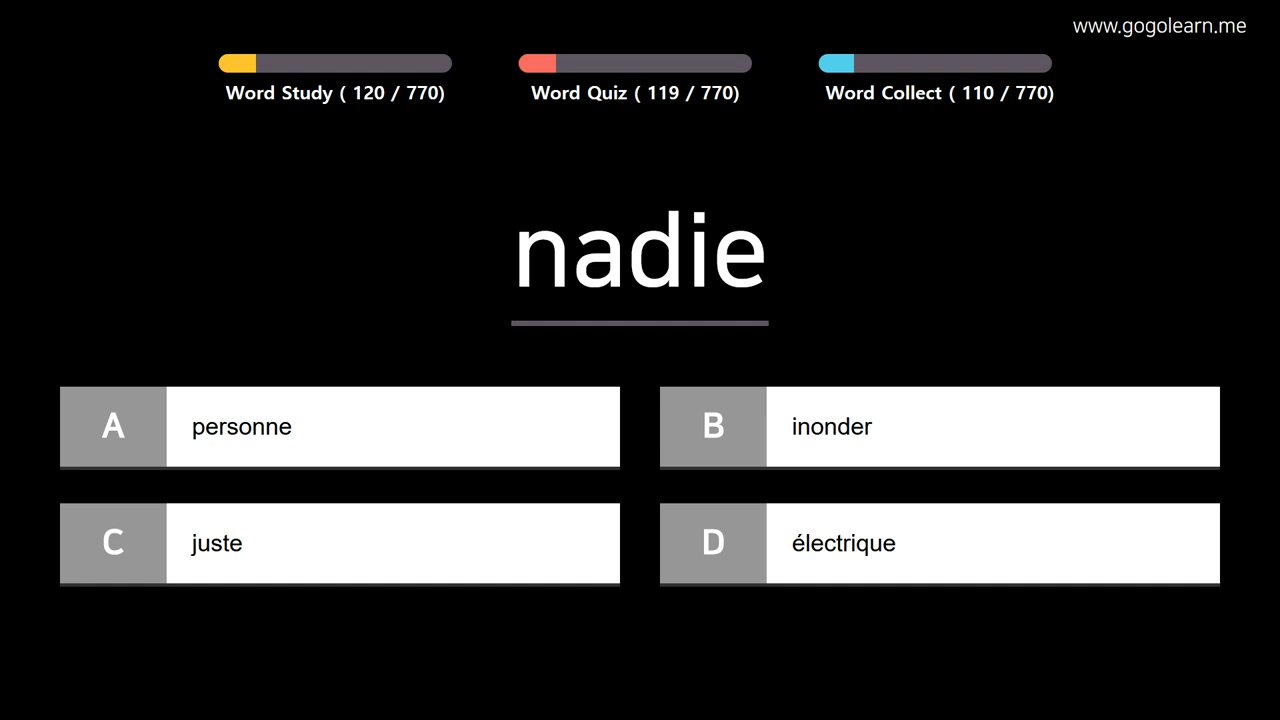 www.gogolearn.me
Word Study ( 120 / 770)
Word Quiz ( 119 / 770)
Word Collect ( 110 / 770)
nadie
A personne
B inonder
C juste
D électrique